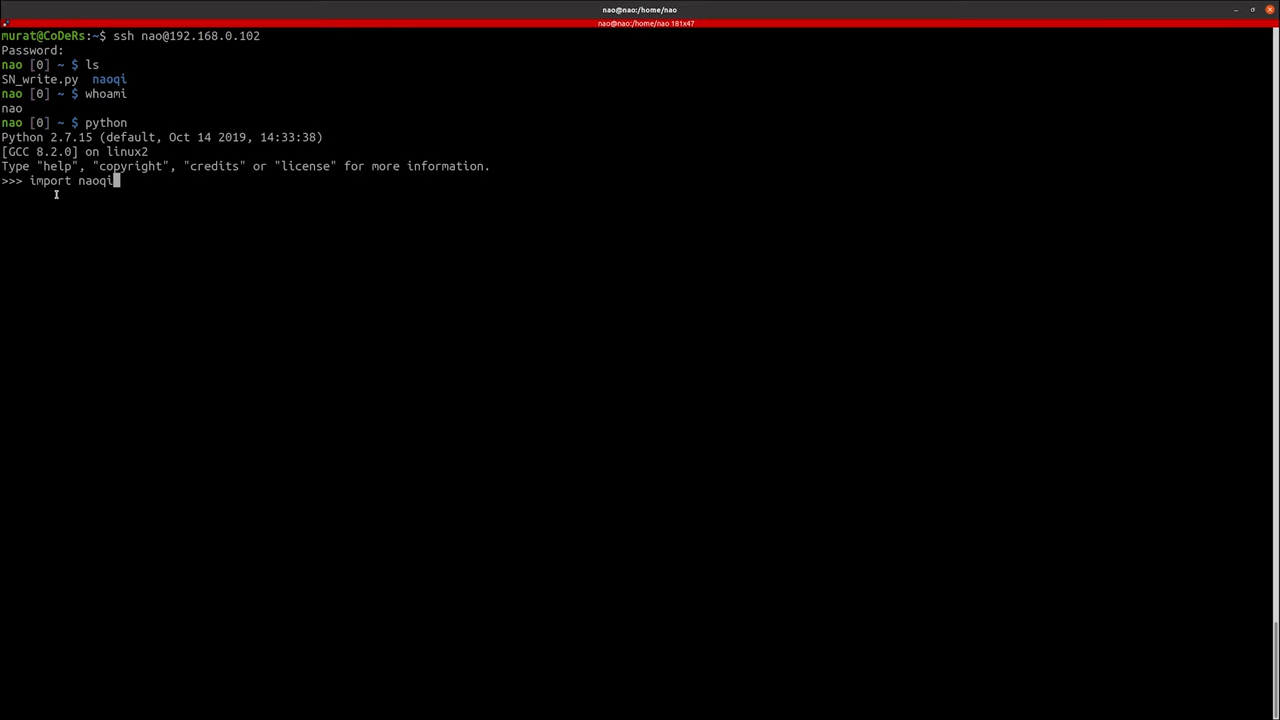 nao@nao:/home/nao
nao@nao:/home/nao 181x47
murat@CoDeRs:~$ ssh nao@192.168.0.102
Password:
nao [0] ~ $ ls
SN_write.py  naoqi
nao [0] ~ $ whoami
nao
nao [0] ~ $ python
Python 2.7.15 (default, Oct 14 2019, 14:33:38)
[GCC 8.2.0] on linux2
Type "help", "copyright", "credits" or "license" for more information.
>>> import naoqi